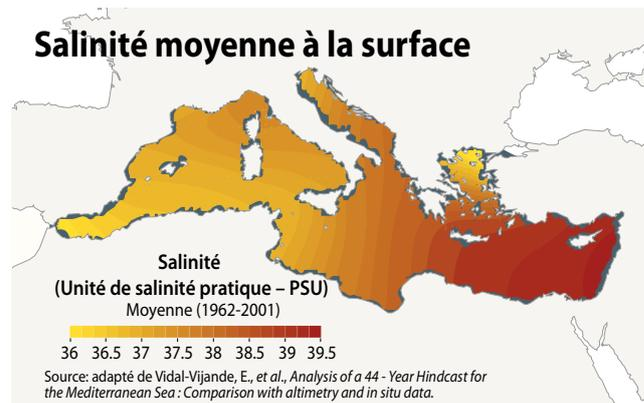 Salinité moyenne à la surface
Salinité
(Unité de salinité pratique – PSU)
Moyenne (1962-2001)
36 36.5 37 37.5 38 38.5 39 39.5
Source: adapté de Vidal-Vijande, E., et al., Analysis of a 44 - Year Hindcast for
the Mediterranean Sea : Comparison with altimetry and in situ data.